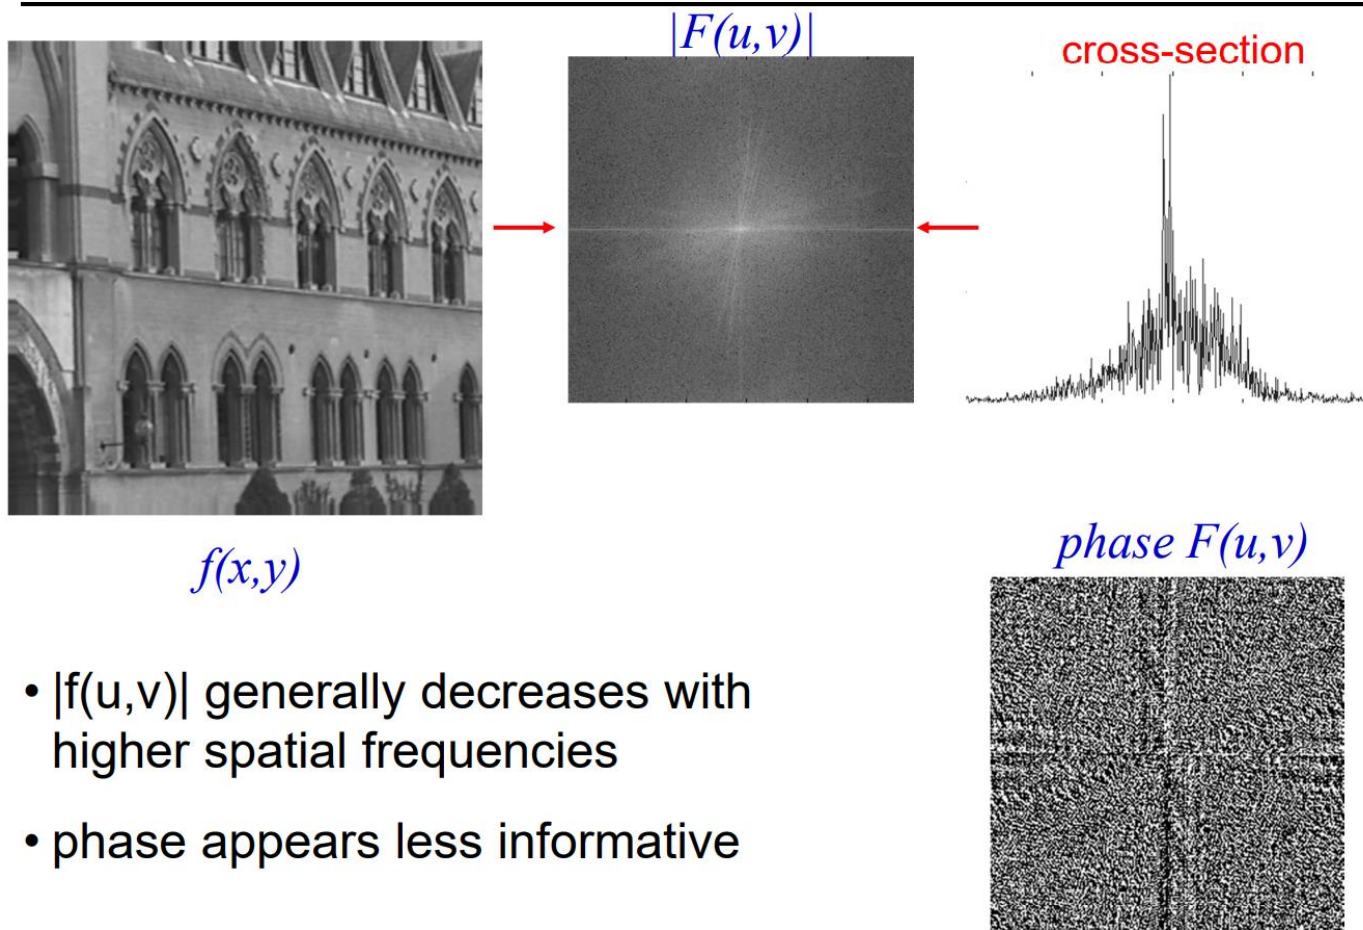 |F(u,v)|
cross-section
f(x,y)
phase F(u,v)
• |f(u,v)| generally decreases with
higher spatial frequencies
• phase appears less informative